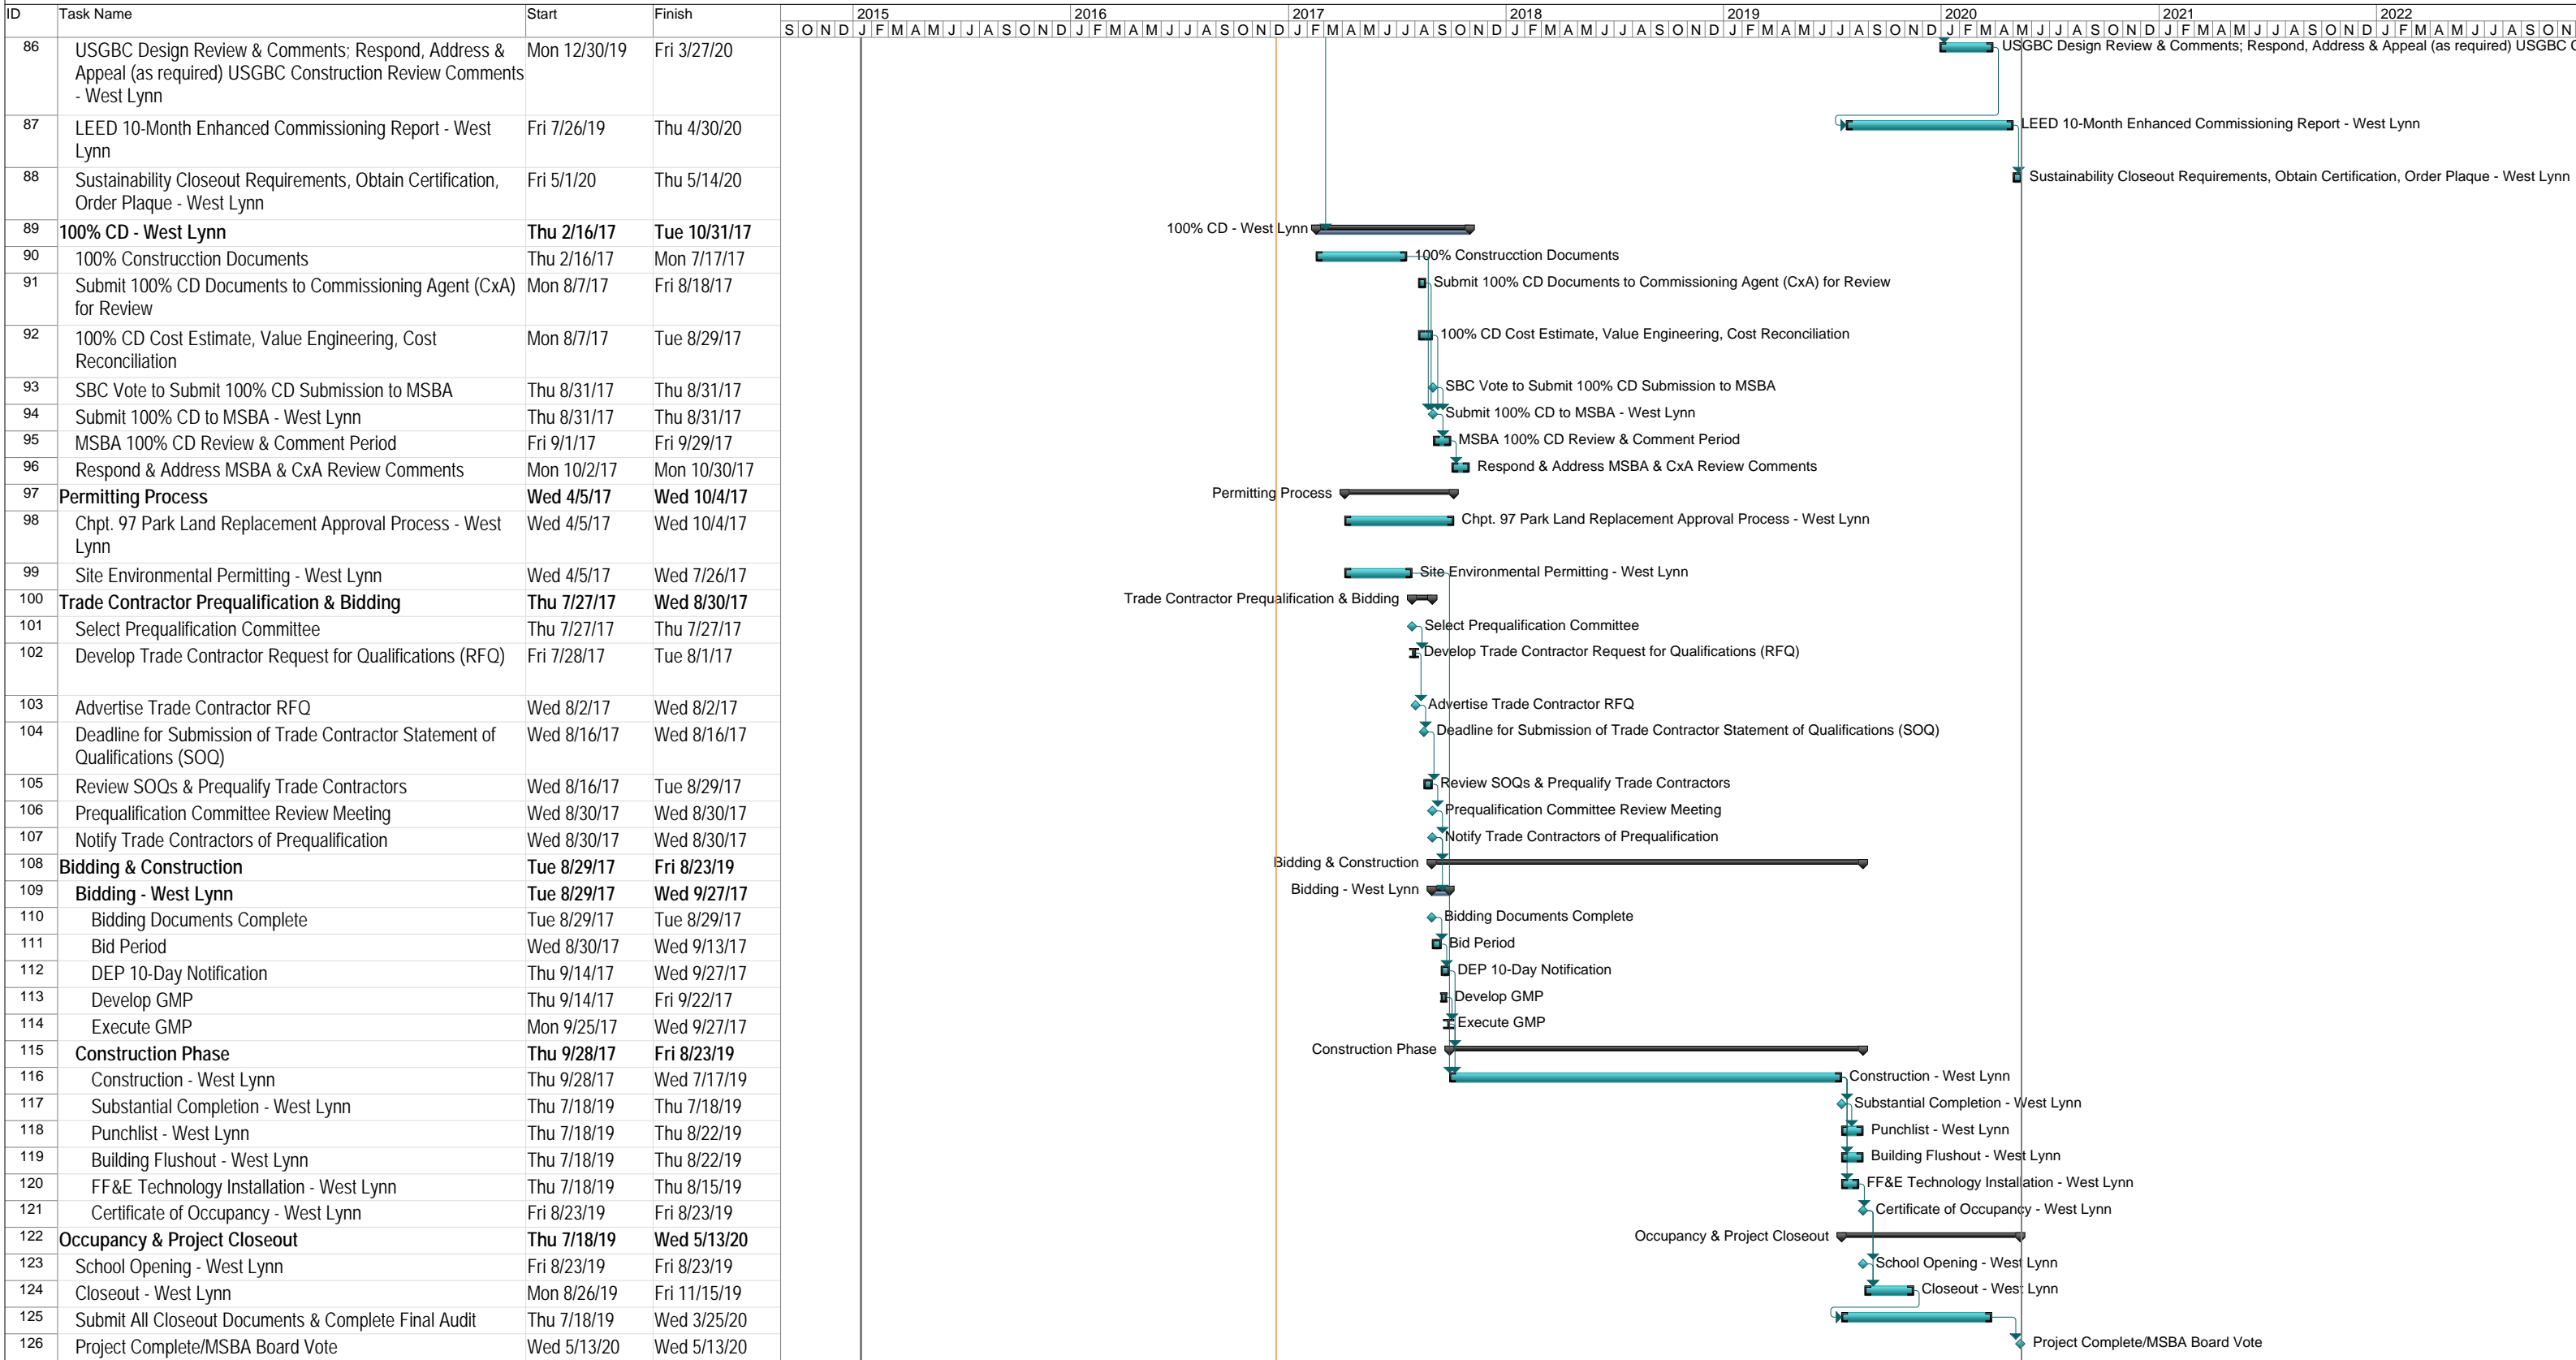 ID Task Name Start Finish 2015 2016 2017 2018 2019 2020 2021 2022
S O N D J F M A M J J A S O N D J F M A M J J A S O N D J F M A M J J A S O N D J F M A M J J A S O N D J F M A M J J A S O N D J F M A M J J A S O N D J F M A M J J A S O N D J F M A M J J A S O N
86 USGBC Design Review & Comments; Respond, Address & Mon 12/30/19 Fri 3/27/20 USGBC Design Review & Comments; Respond, Address & Appeal (as required) USGBC
Appeal (as required) USGBC Construction Review Comments
- West Lynn
87 LEED 10-Month Enhanced Commissioning Report - West Fri 7/26/19 Thu 4/30/20 LEED 10-Month Enhanced Commissioning Report - West Lynn
Lynn
88 Sustainability Closeout Requirements, Obtain Certification, Fri 5/1/20 Thu 5/14/20 Sustainability Closeout Requirements, Obtain Certification, Order Plaque - West Lynn
Order Plaque - West Lynn
89 100% CD - West Lynn Thu 2/16/17 Tue 10/31/17 100% CD - West Lynn
90 100% Construcction Documents Thu 2/16/17 Mon 7/17/17 100% Construcction Documents
91 Submit 100% CD Documents to Commissioning Agent (CxA) Mon 8/7/17 Fri 8/18/17 Submit 100% CD Documents to Commissioning Agent (CxA) for Review
for Review
92 100% CD Cost Estimate, Value Engineering, Cost Mon 8/7/17 Tue 8/29/17 100% CD Cost Estimate, Value Engineering, Cost Reconciliation
Reconciliation
93 SBC Vote to Submit 100% CD Submission to MSBA Thu 8/31/17 Thu 8/31/17 SBC Vote to Submit 100% CD Submission to MSBA
94 Submit 100% CD to MSBA - West Lynn Thu 8/31/17 Thu 8/31/17 Submit 100% CD to MSBA - West Lynn
95 MSBA 100% CD Review & Comment Period Fri 9/1/17 Fri 9/29/17 MSBA 100% CD Review & Comment Period
96 Respond & Address MSBA & CxA Review Comments Mon 10/2/17 Mon 10/30/17 Respond & Address MSBA & CxA Review Comments
97 Permitting Process Wed 4/5/17 Wed 10/4/17 Permitting Process
98 Chpt. 97 Park Land Replacement Approval Process - West Wed 4/5/17 Wed 10/4/17 Chpt. 97 Park Land Replacement Approval Process - West Lynn
Lynn
99 Site Environmental Permitting - West Lynn Wed 4/5/17 Wed 7/26/17 Site Environmental Permitting - West Lynn
100 Trade Contractor Prequalification & Bidding Thu 7/27/17 Wed 8/30/17 Trade Contractor Prequalification & Bidding
101 Select Prequalification Committee Thu 7/27/17 Thu 7/27/17 Select Prequalification Committee
102 Develop Trade Contractor Request for Qualifications (RFQ) Fri 7/28/17 Tue 8/1/17 Develop Trade Contractor Request for Qualifications (RFQ)
103 Advertise Trade Contractor RFQ Wed 8/2/17 Wed 8/2/17 Advertise Trade Contractor RFQ
104 Deadline for Submission of Trade Contractor Statement of Wed 8/16/17 Wed 8/16/17 Deadline for Submission of Trade Contractor Statement of Qualifications (SOQ)
Qualifications (SOQ)
105 Review SOQs & Prequalify Trade Contractors Wed 8/16/17 Tue 8/29/17 Review SOQs & Prequalify Trade Contractors
106 Prequalification Committee Review Meeting Wed 8/30/17 Wed 8/30/17 Prequalification Committee Review Meeting
107 Notify Trade Contractors of Prequalification Wed 8/30/17 Wed 8/30/17 Notify Trade Contractors of Prequalification
108 Bidding & Construction Tue 8/29/17 Fri 8/23/19 Bidding & Construction
109 Bidding - West Lynn Tue 8/29/17 Wed 9/27/17 Bidding - West Lynn
110 Bidding Documents Complete Tue 8/29/17 Tue 8/29/17 Bidding Documents Complete
111 Bid Period Wed 8/30/17 Wed 9/13/17 Bid Period
112 DEP 10-Day Notification Thu 9/14/17 Wed 9/27/17 DEP 10-Day Notification
113 Develop GMP Thu 9/14/17 Fri 9/22/17 Develop GMP
114 Execute GMP Mon 9/25/17 Wed 9/27/17 Execute GMP
115 Construction Phase Thu 9/28/17 Fri 8/23/19 Construction Phase
116 Construction - West Lynn Thu 9/28/17 Wed 7/17/19 Construction - West Lynn
117 Substantial Completion - West Lynn Thu 7/18/19 Thu 7/18/19 Substantial Completion - West Lynn
118 Punchlist - West Lynn Thu 7/18/19 Thu 8/22/19 Punchlist - West Lynn
119 Building Flushout - West Lynn Thu 7/18/19 Thu 8/22/19 Building Flushout - West Lynn
120 FF&E Technology Installation - West Lynn Thu 7/18/19 Thu 8/15/19 FF&E Technology Installation - West Lynn
121 Certificate of Occupancy - West Lynn Fri 8/23/19 Fri 8/23/19 Certificate of Occupancy - West Lynn
122 Occupancy & Project Closeout Thu 7/18/19 Wed 5/13/20 Occupancy & Project Closeout
123 School Opening - West Lynn Fri 8/23/19 Fri 8/23/19 School Opening - West Lynn
124 Closeout - West Lynn Mon 8/26/19 Fri 11/15/19 Closeout - West Lynn
125 Submit All Closeout Documents & Complete Final Audit Thu 7/18/19 Wed 3/25/20
126 Project Complete/MSBA Board Vote Wed 5/13/20 Wed 5/13/20 Project Complete/MSBA Board Vote